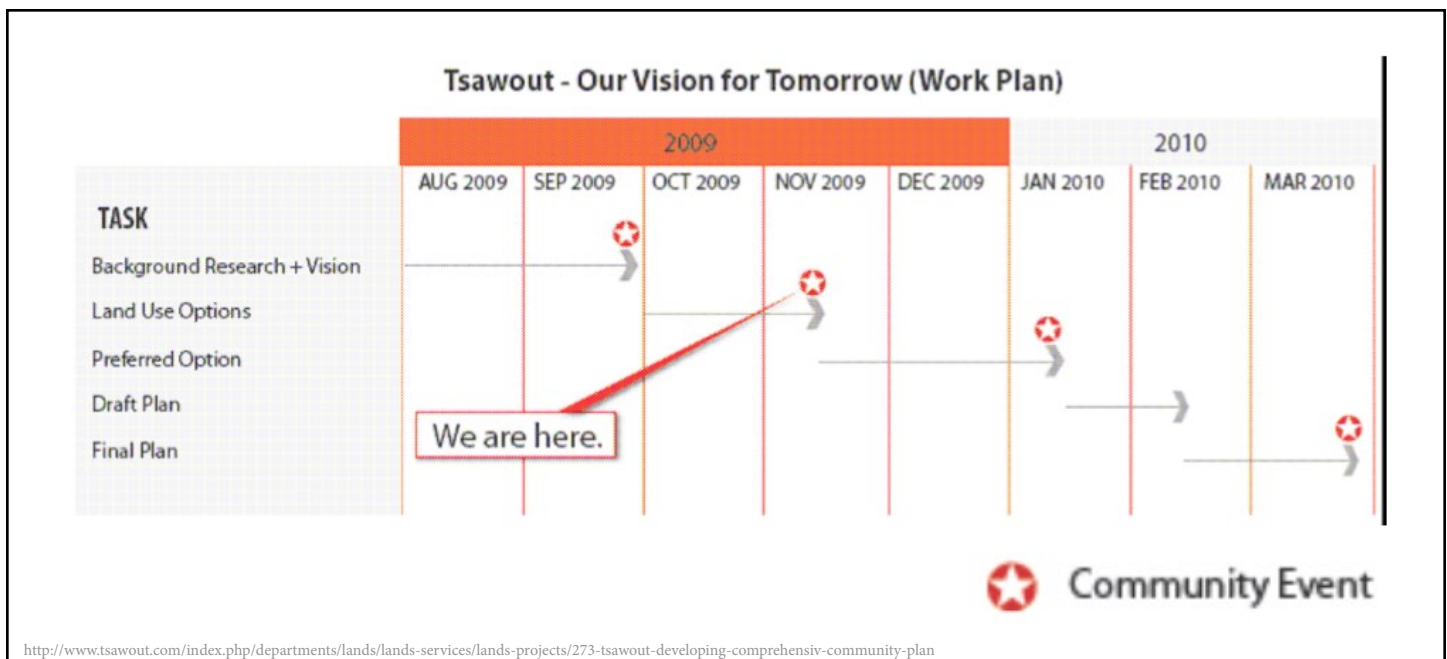 Tsawout - Our Vision for Tomorrow (Work Plan)
2009 2010
AUG 2009 SEP 2009 OCT 2009 NOV 2009 DEC 2009 JAN 2010 FEB 2010 MAR 2010
TASK
Background Research + Vision
Land Use Options
Preferred Option
Draft Plan
Final Plan
We are here.
Community Event
http://www.tsawout.com/index.php/departments/lands/lands-services/lands-projects/273-tsawout-developing-comprehensiv-community-plan